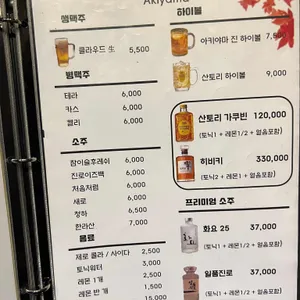 Akiyama
생맥주
클라우드 生 5,500
병맥주
테라 6,000
카스 6,000
켈리 6,000
소주
참이슬후레쉬 6,000
진로이즈백 6,000
처음처럼 6,000
새로 6,000
청하 6,500
한라산 7,000
음료
제로 콜라 / 사이다 2,500
토닉워터 3,000
레몬 1개 2,500
레몬 반 개 1,500
15,000
하이볼
아키야마 진 하이볼
산토리 하이볼 9,000
산토리 가쿠빈 120,000
(토닉1 + 레몬1/2 + 얼음포함)
히비키 330,000
(토닉2 + 레몬1 + 얼음포함)
프리미엄 소주
화요 25 37,000
(토닉1 + 레몬1/2 + 얼음포함)
일품진로 37,000
(토닉1 + 레몬1/2 + 얼음포함)